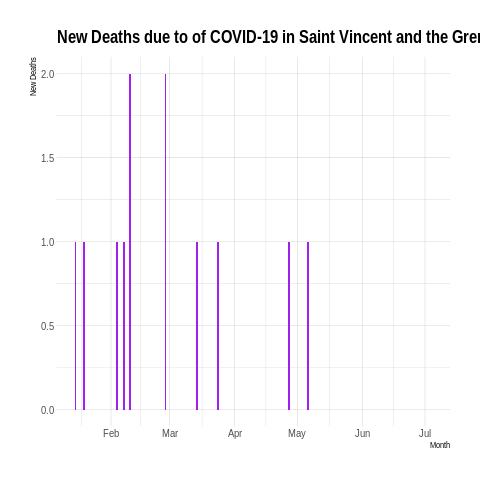 New Deaths due to of COVID-19 in Saint Vincent and the Gren
New Deaths
2.0
1.5
1.0
0.5
0.0
Feb Mar Apr May Jun Jul
Month